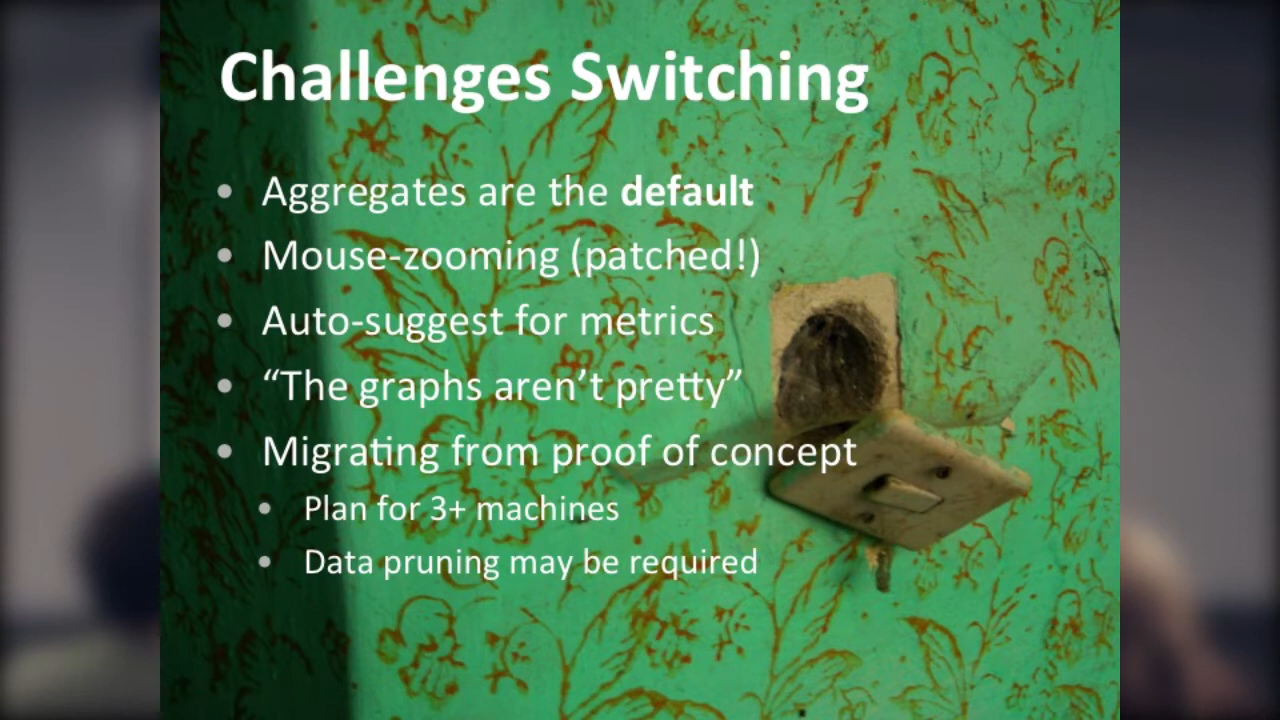 Challenges Switching
• Aggregates are the default
• Mouse-zooming (patched!)
• Auto-suggest for metrics
• “The graphs aren’t pretty”
• Migrating from proof of concept
• Plan for 3+ machines
• Data pruning may be required